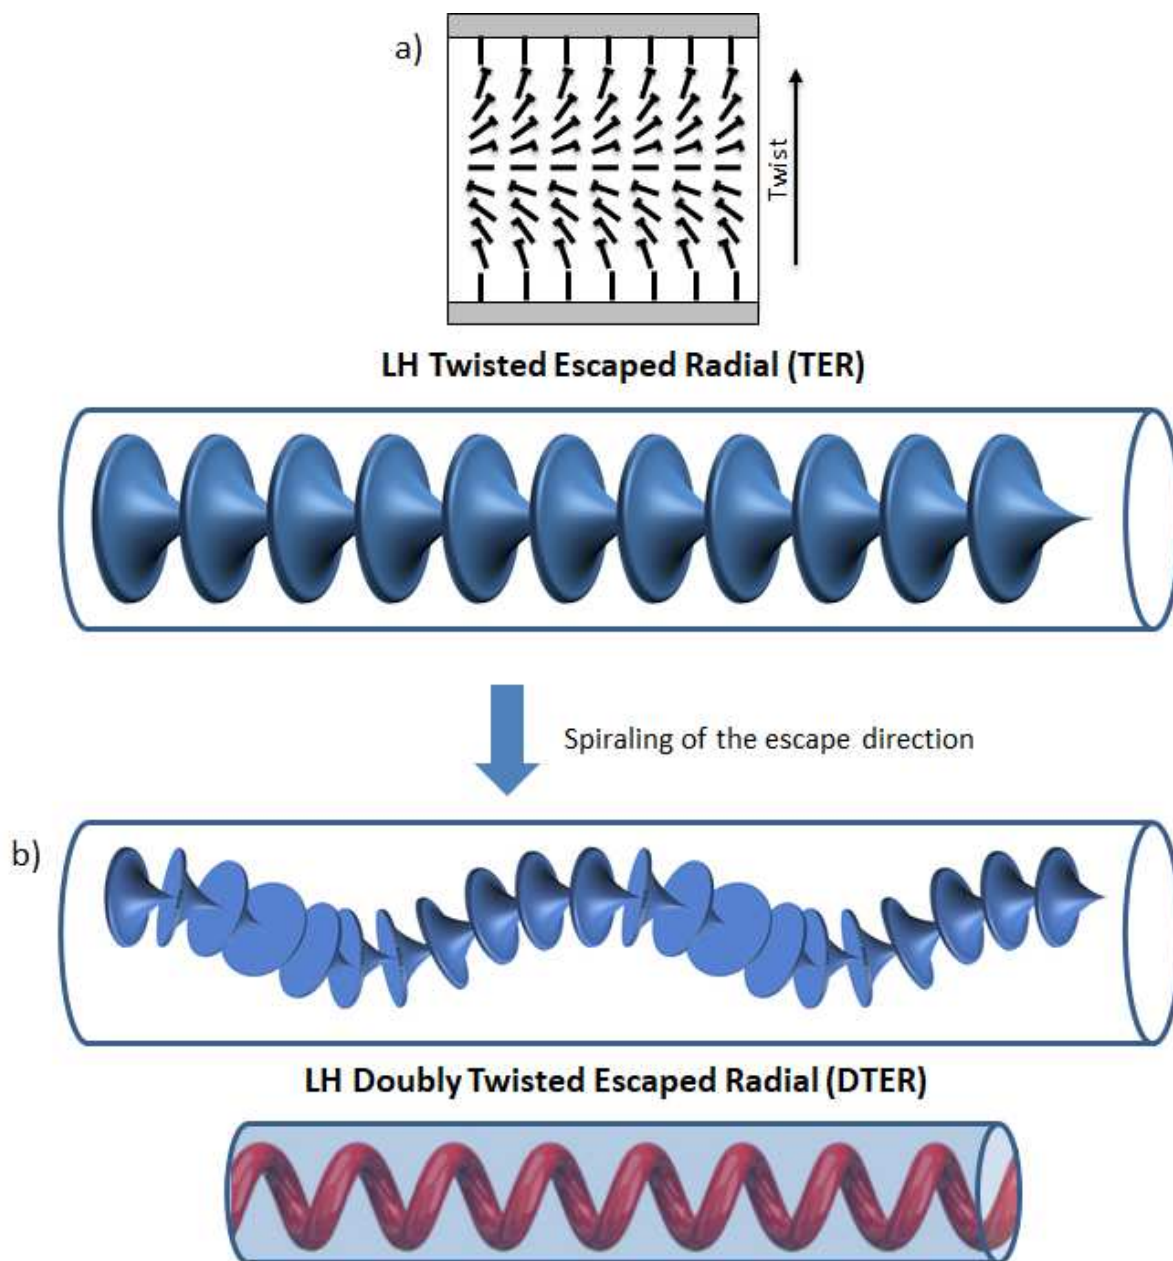 a)
Twist
LH Twisted Escaped Radial (TER)
Spiraling of the escape direction
b)
LH Doubly Twisted Escaped Radial (DTER)